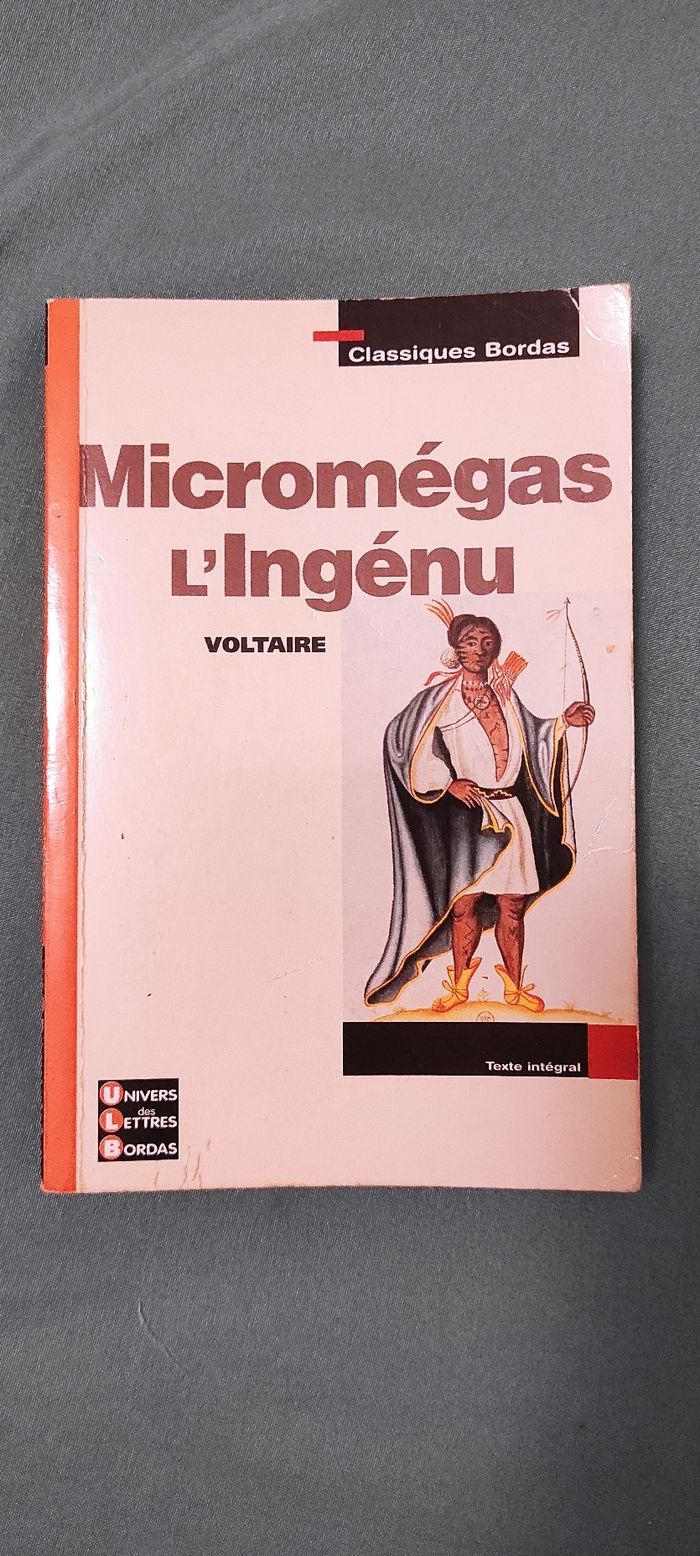 Classiques Bordas
Micromégas
L'Ingénu
VOLTAIRE
Texte intégral
UNIVERS
des
LETTRES
BORDAS